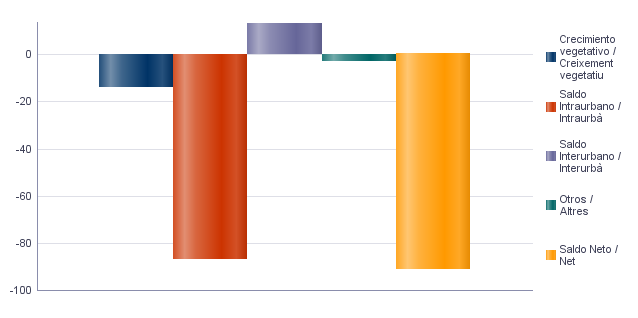 0
-20
-40
-60
-80
-100
Crecimiento
vegetativo /
Creixement
vegetatiu
Saldo
Intraurbano /
Intraurbà
Saldo
Interurbano /
Interurbà
Otros /
Altres
Saldo Neto /
Net